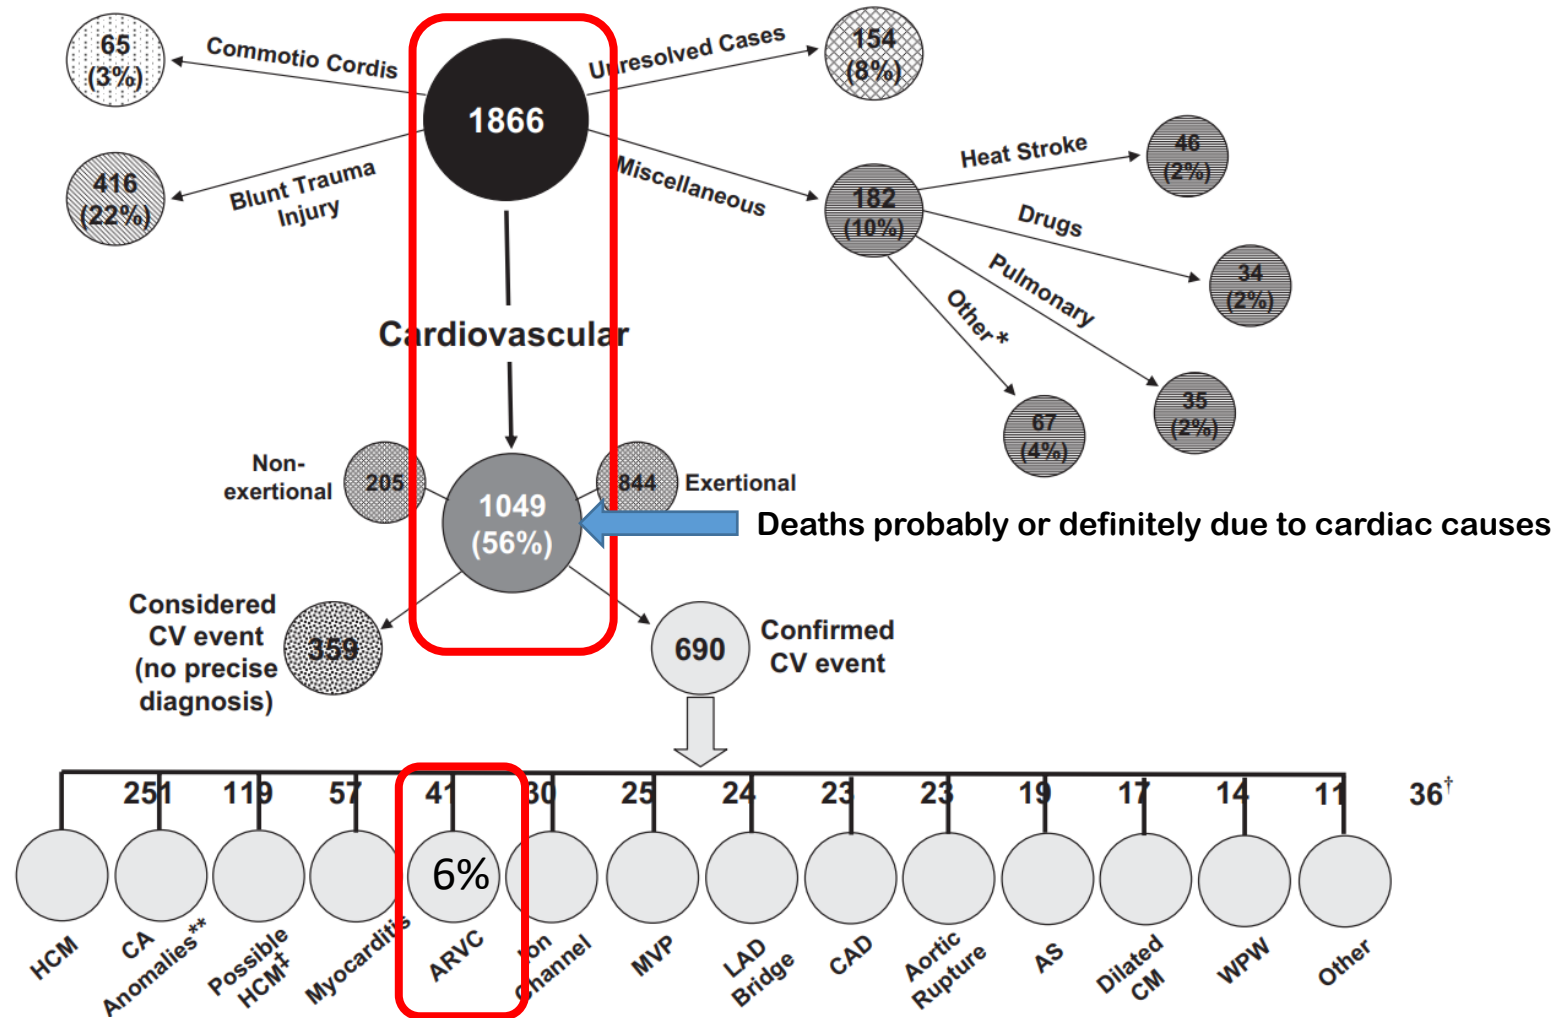 65
(3%)
Commotio Cordis
1866
Unresolved Cases
154
(8%)
416
(22%)
Blunt Trauma
Injury
Miscellaneous
182
(10%)
Heat Stroke
46
(2%)
Drugs
34
(2%)
Pulmonary
35
(2%)
Other*
67
(4%)
Cardiovascular
Non-
exertional
205
844
Exertional
1049
(56%)
Deaths probably or definitely due to cardiac causes
Considered
CV event
(no precise
diagnosis)
359
690
Confirmed
CV event
251 119 57 41 30 25 24 23 23 19 17 14 11 36†
6%
HCM
CA
Anomalies**
Possible
HCM‡
Myocarditis
ARVC
Ion
Channel
MVP
LAD
Bridge
CAD
Aortic
Rupture
AS
Dilated
CM
WPW
Other